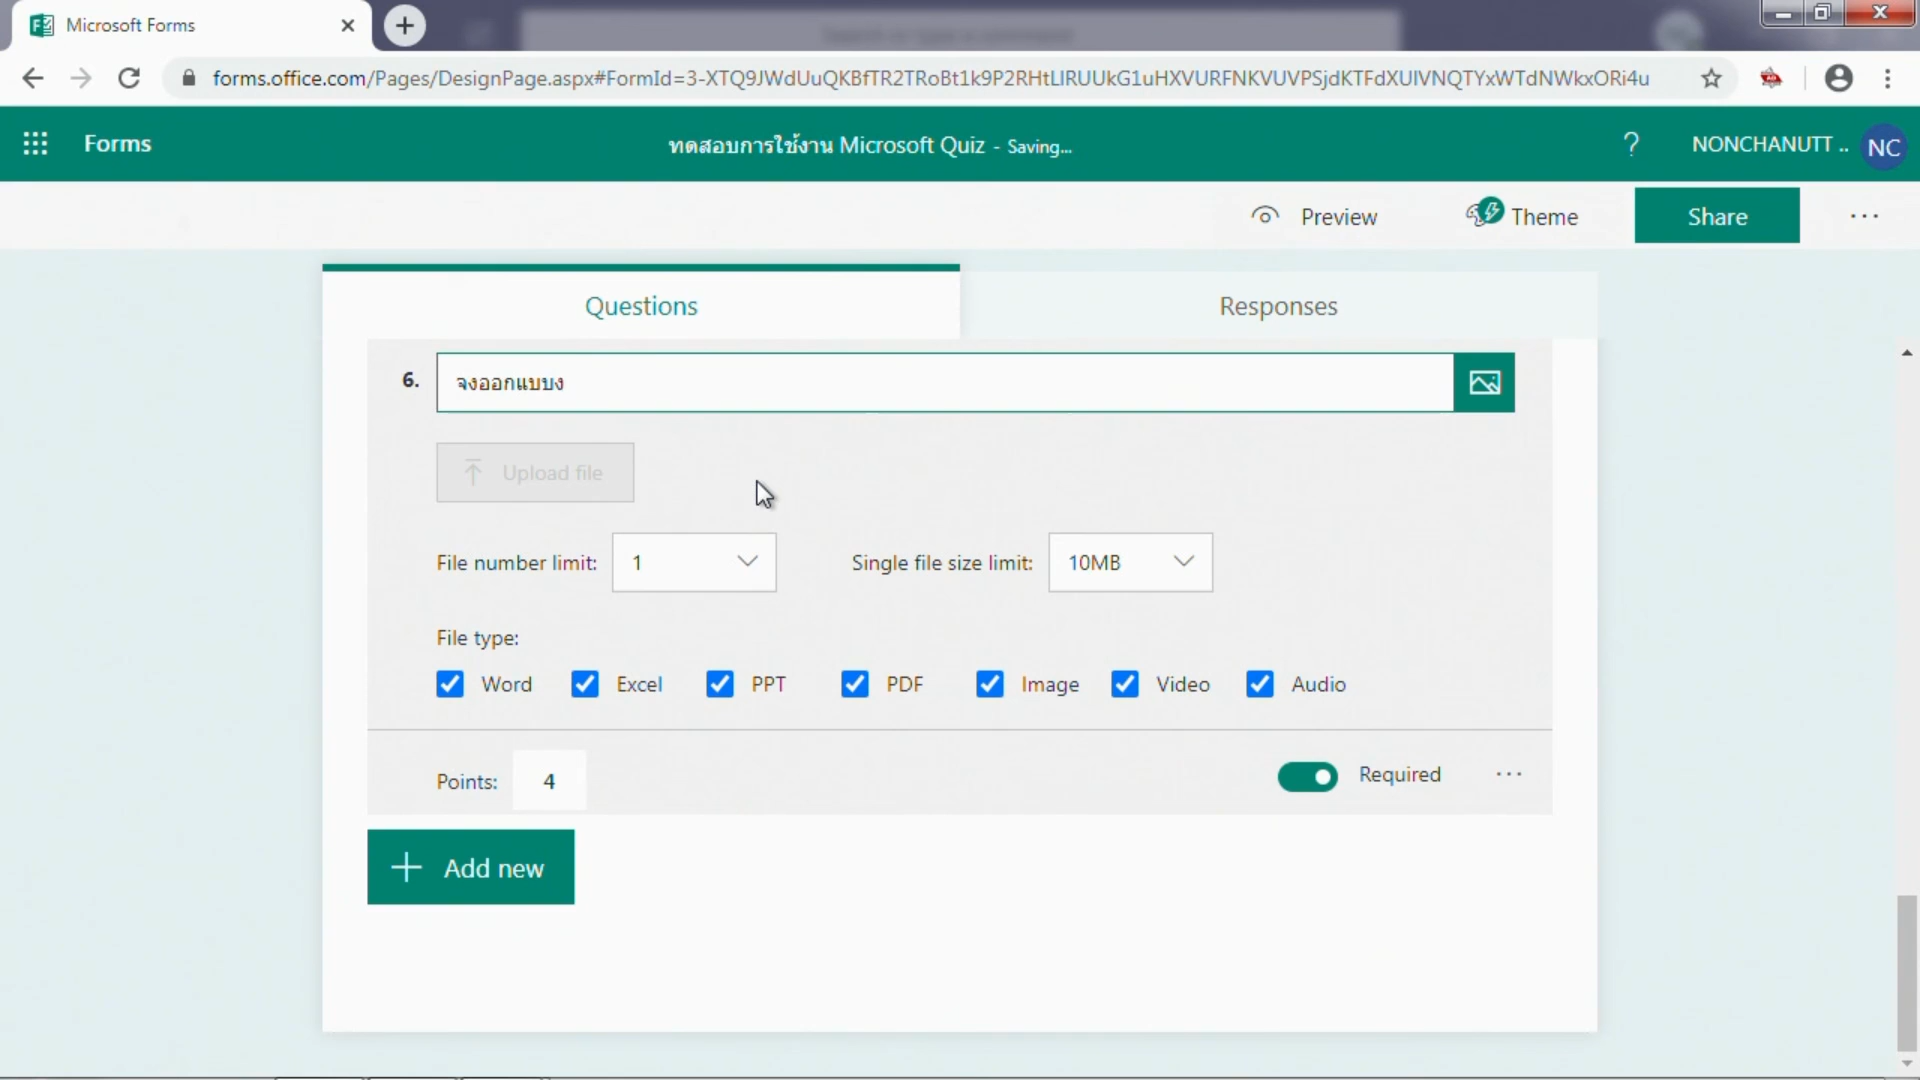 Microsoft Forms
forms.office.com/Pages/DesignPage.aspx#FormId=3-XTQ9JWdUuQKBfTR2TRoBt1k9P2RHtLIRUUkG1uHXVURFNKVUVPSjdKTFdXUlVNQTYxWTdNWkxORi4u
Forms
ทดสอบการใช้งาน Microsoft Quiz - Saving...
?
NONCHANUTT ..
NC
Preview
Theme
Share
Questions
Responses
6. จงออกแบบง
Upload file
File number limit: 1
Single file size limit: 10MB
File type:
Word Excel PPT PDF Image Video Audio
Points: 4
Required
Add new